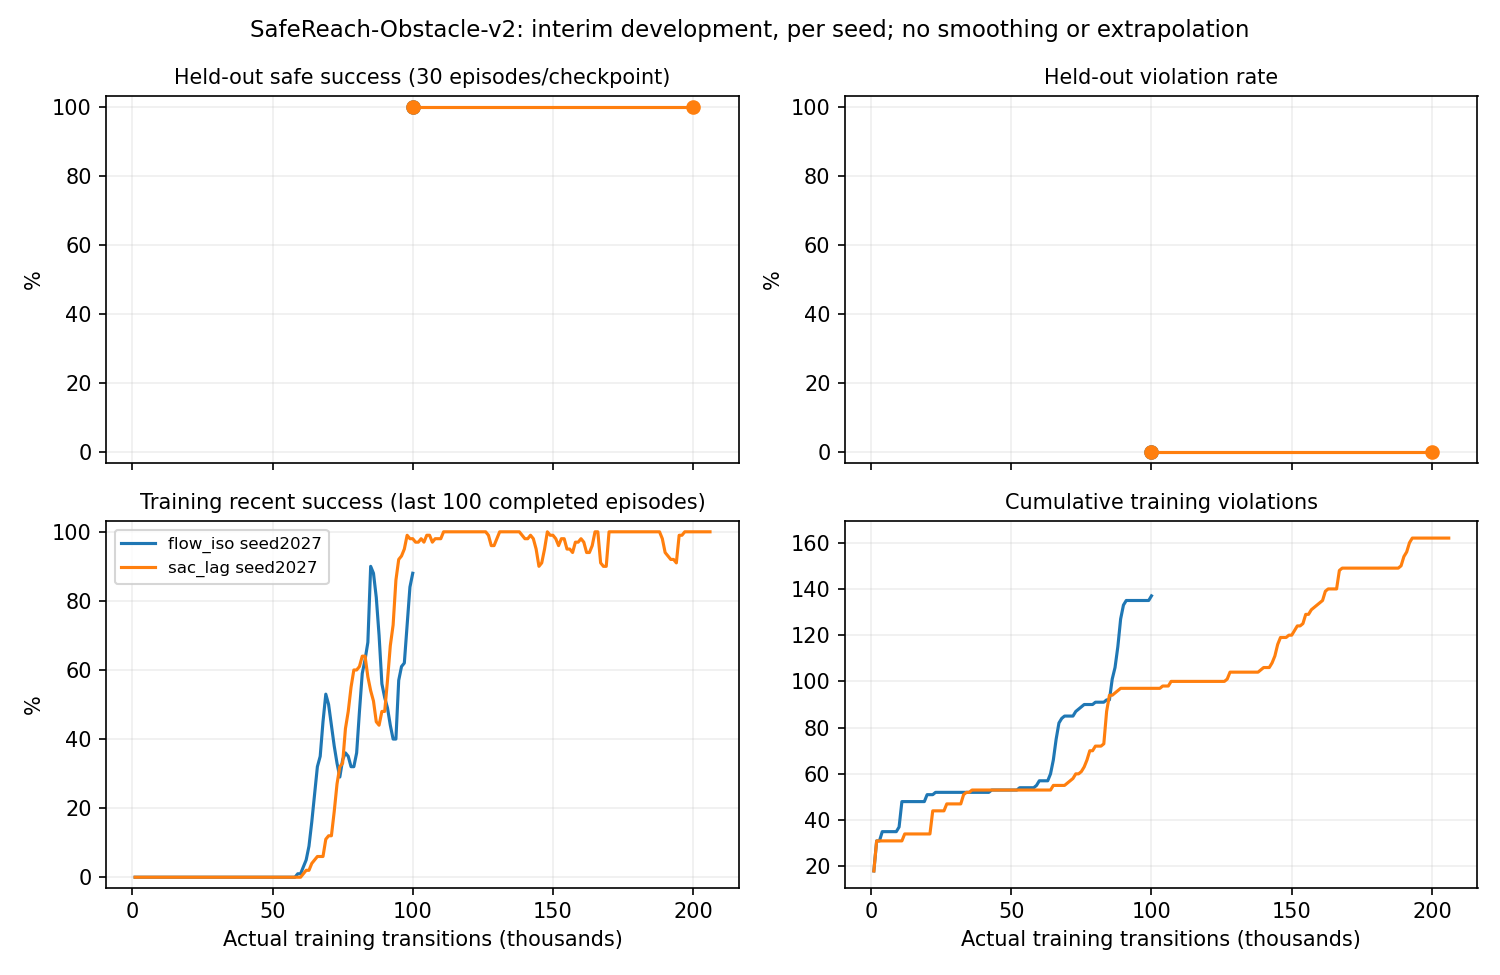 SafeReach-Obstacle-v2: interim development, per seed; no smoothing or extrapolation
Held-out safe success (30 episodes/checkpoint)
100
80
60
40
20
0
%
Held-out violation rate
100
80
60
40
20
0
%
Training recent success (last 100 completed episodes)
flow_iso seed2027
sac_lag seed2027
100
80
60
40
20
0
%
0 50 100 150 200
Actual training transitions (thousands)
Cumulative training violations
160
140
120
100
80
60
40
20
0 50 100 150 200
Actual training transitions (thousands)